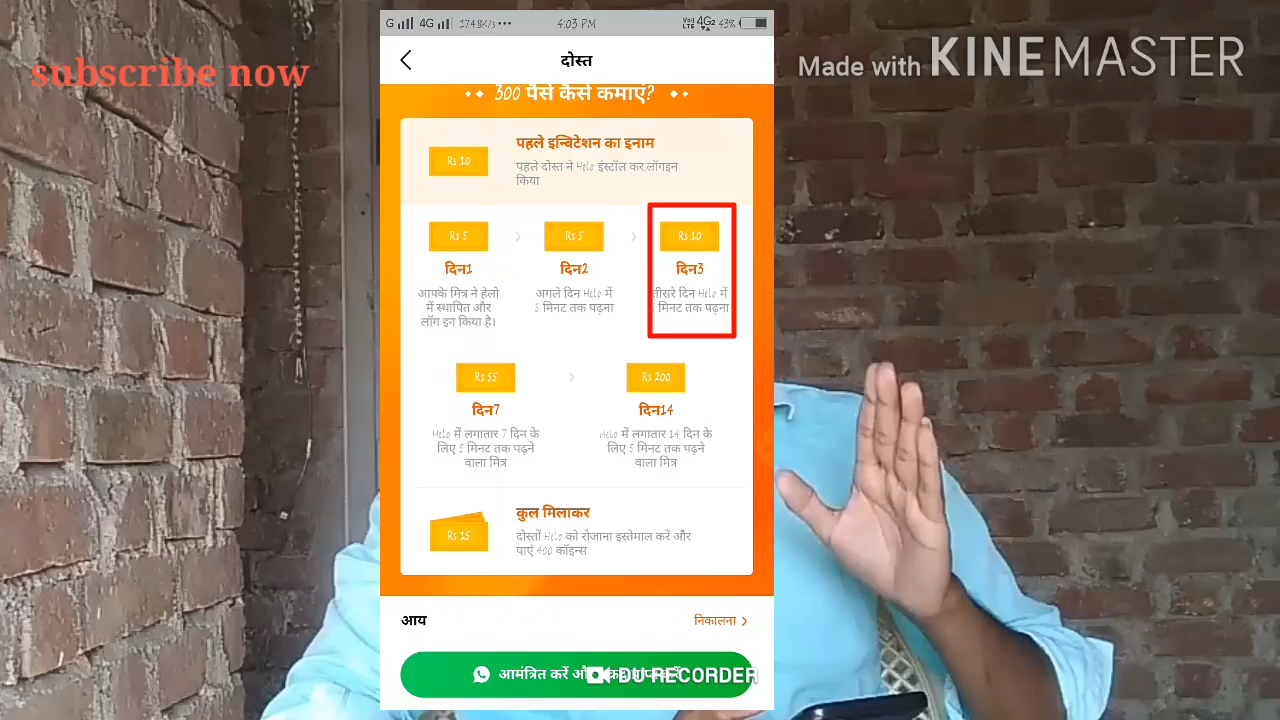 subscribe now
Made with KINEMASTER
G 4G 174.8K/s ••• 4:03 PM VoLTE 4G2 43%
दोस्त
300 पैसे कैसे कमाएं?
Rs 10
पहले इन्विटेशन का इनाम
पहले दोस्त ने Helo इंस्टॉल कर,लॉगइन
किया
Rs 5 Rs 5 Rs 10
दिन1 दिन2 दिन3
आपके मित्र ने हेलो अगले दिन Helo में तीसरे दिन Helo में
में स्थापित और 5 मिनट तक पढ़ना मिनट तक पढ़ना
लॉग इन किया है।
Rs 55 Rs 200
दिन7 दिन14
Helo में लगातार 7 दिन के Helo में लगातार 14 दिन के
लिए 5 मिनट तक पढ़ने लिए 5 मिनट तक पढ़ने
वाला मित्र वाला मित्र
Rs 15
कुल मिलाकर
दोस्तों Helo को रोजाना इस्तेमाल करें और
पाएं 400 कॉइन्स
आय निकालना
आमंत्रित करें
DU RECORDER